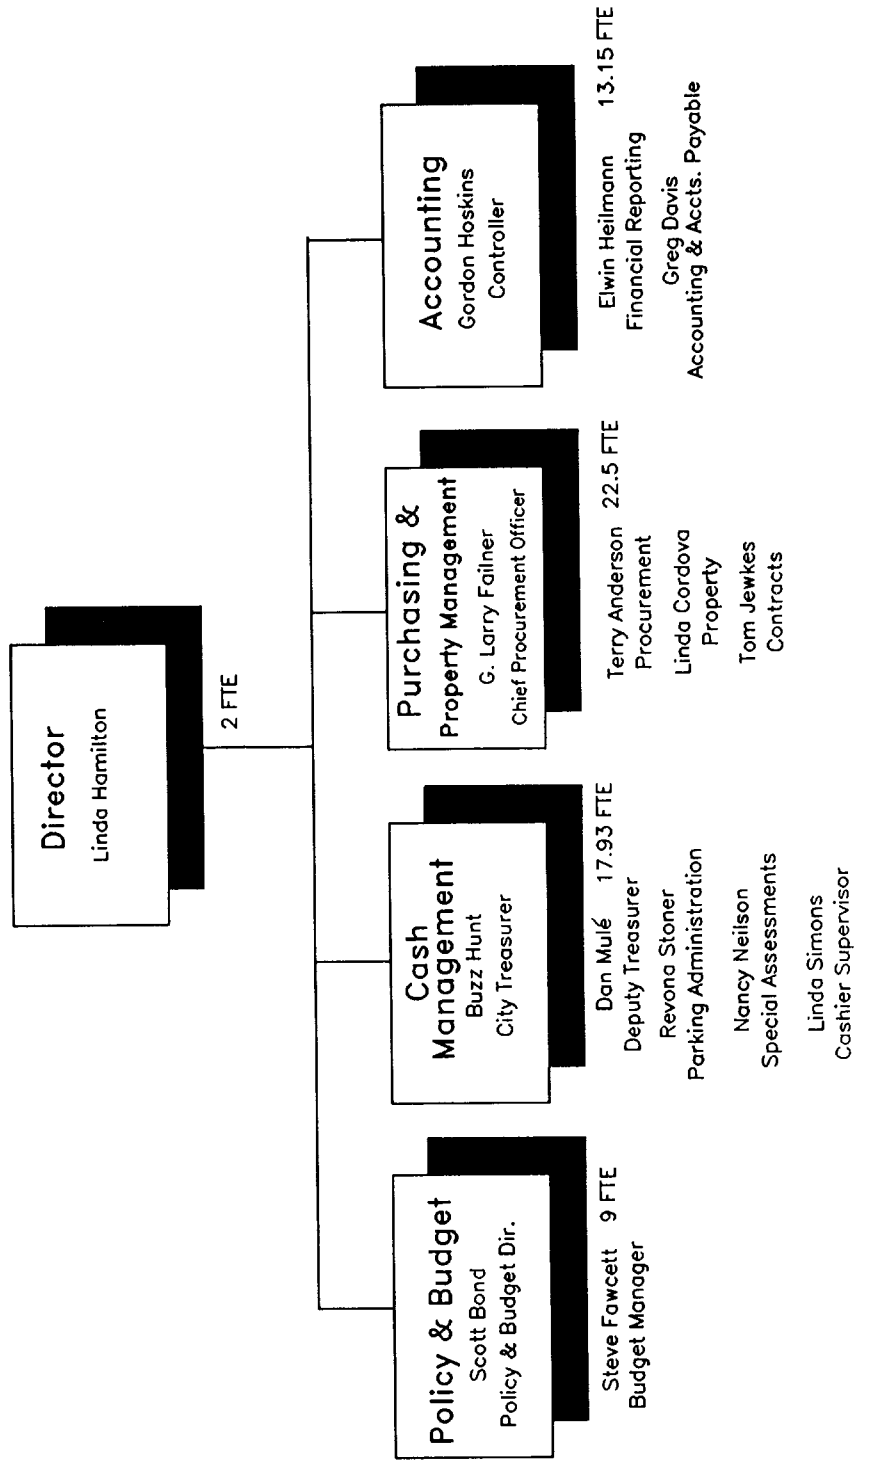 Director
Linda Hamilton
2 FTE
Policy & Budget
Scott Bond
Policy & Budget Dir.
Steve Fawcett 9 FTE
Budget Manager
Cash
Management
Buzz Hunt
City Treasurer
Dan Mulé 17.93 FTE
Deputy Treasurer
Revona Stoner
Parking Administration
Nancy Neilson
Special Assessments
Linda Simons
Cashier Supervisor
Purchasing &
Property Management
G. Larry Failner
Chief Procurement Officer
Terry Anderson 22.5 FTE
Procurement
Linda Cordova
Property
Tom Jewkes
Contracts
Accounting
Gordon Hoskins
Controller
Elwin Heilmann 13.15 FTE
Financial Reporting
Greg Davis
Accounting & Accts. Payable